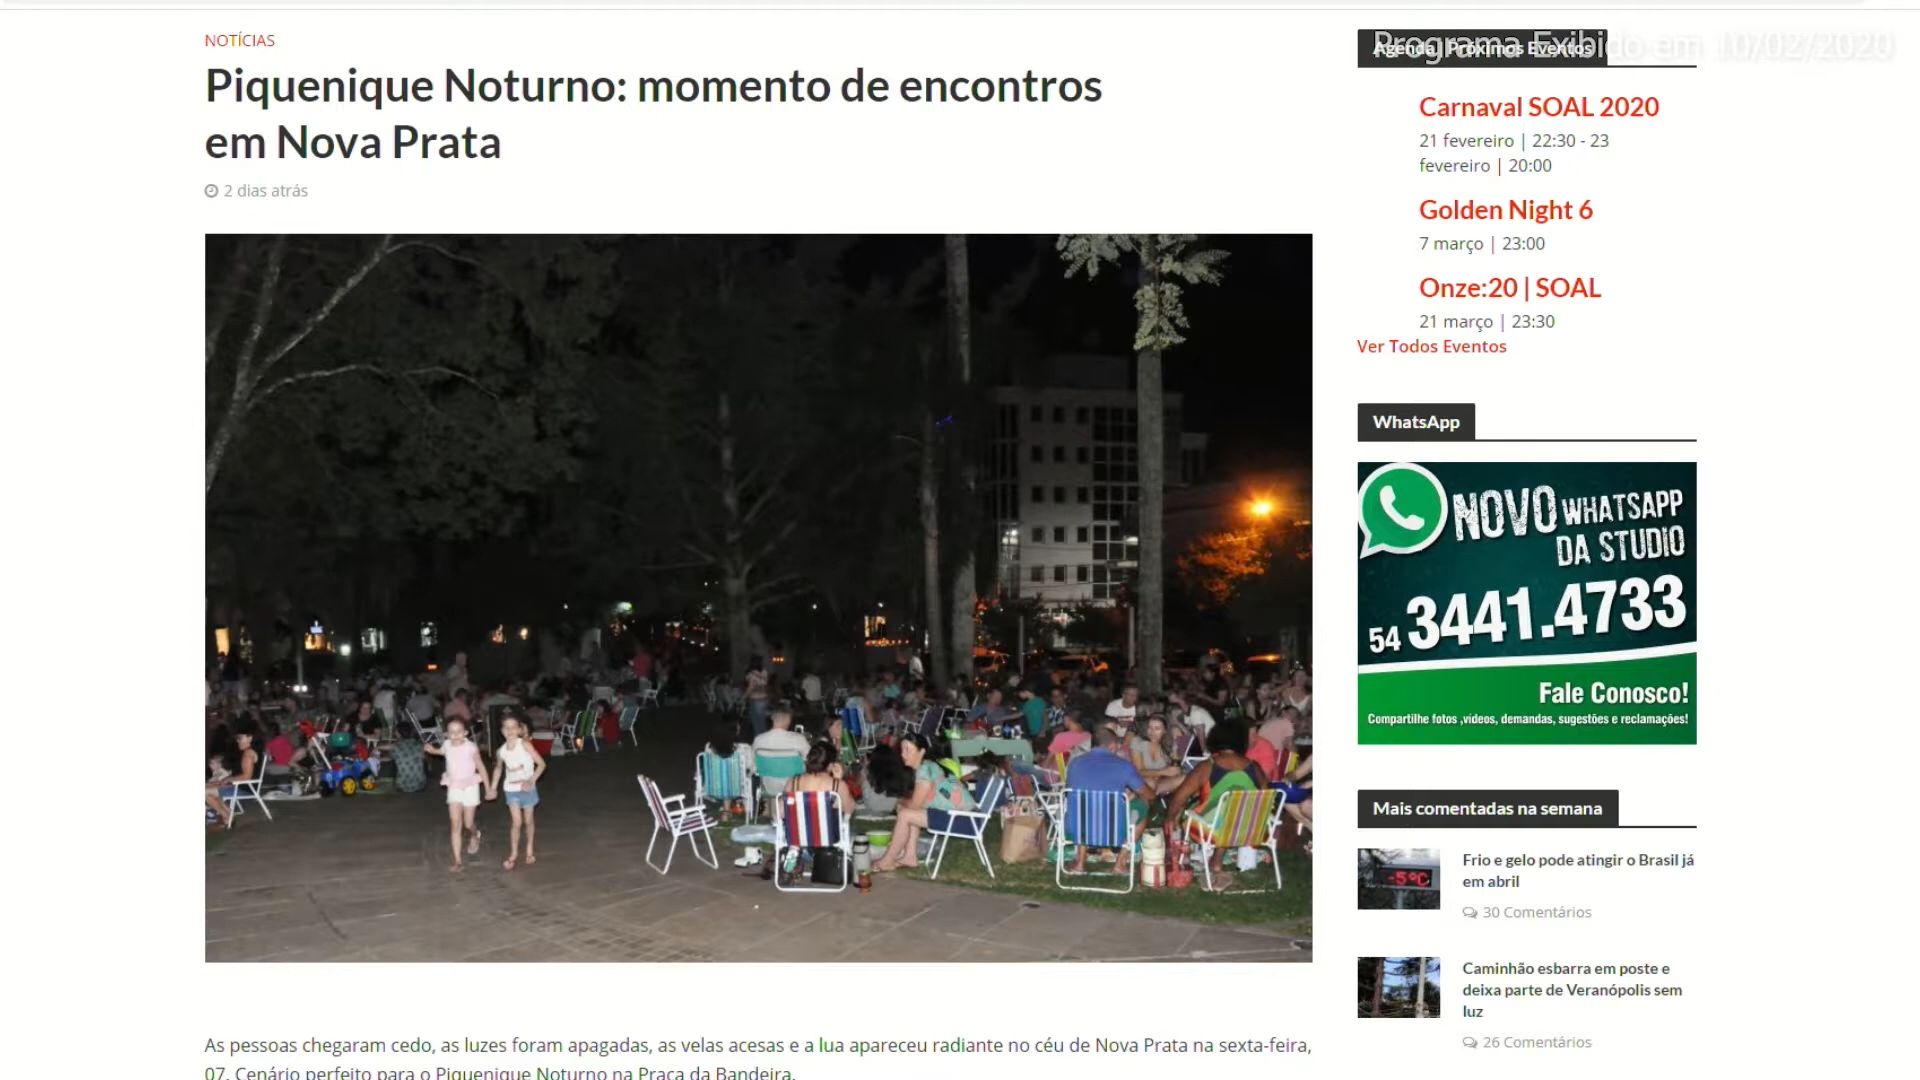 NOTÍCIAS
Piquenique Noturno: momento de encontros
em Nova Prata
2 dias atrás
As pessoas chegaram cedo, as luzes foram apagadas, as velas acesas e a lua apareceu radiante no céu de Nova Prata na sexta-feira,
07. Cenário perfeito para o Piquenique Noturno na Praça da Bandeira.
Programa Exibido em 10/02/2020
Agenda | Próximos Eventos
Carnaval SOAL 2020
21 fevereiro | 22:30 - 23
fevereiro | 20:00
Golden Night 6
7 março | 23:00
Onze:20 | SOAL
21 março | 23:30
Ver Todos Eventos
WhatsApp
NOVO WHATSAPP
DA STUDIO
54 3441.4733
Fale Conosco!
Compartilhe fotos ,vídeos, demandas, sugestões e reclamações!
Mais comentadas na semana
-5°C
Frio e gelo pode atingir o Brasil já
em abril
30 Comentários
Caminhão esbarra em poste e
deixa parte de Veranópolis sem
luz
26 Comentários